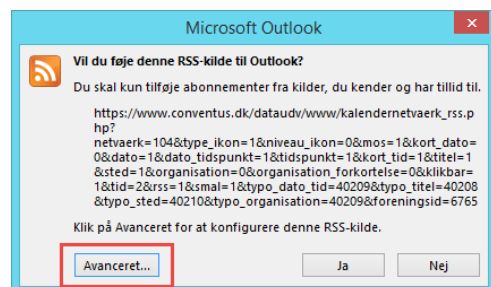 Microsoft Outlook
Vil du føje denne RSS-kilde til Outlook?
Du skal kun tilføje abonnementer fra kilder, du kender og har tillid til.
https://www.conventus.dk/dataudv/www/kalendernetvaerk_rss.p
hp?
netvaerk=104&type_ikon=1&niveau_ikon=0&mos=1&kort_dato=
0&dato=1&dato_tidspunkt=1&tidspunkt=1&kort_tid=1&titel=1
&sted=1&organisation=0&organisation_forkortelse=0&klikbar=
1&tid=2&rss=1&smal=1&typo_dato_tid=40209&typo_titel=40208
&typo_sted=40210&typo_organisation=40209&foreningsid=6765
Klik på Avanceret for at konfigurere denne RSS-kilde.
Avanceret...
Ja
Nej